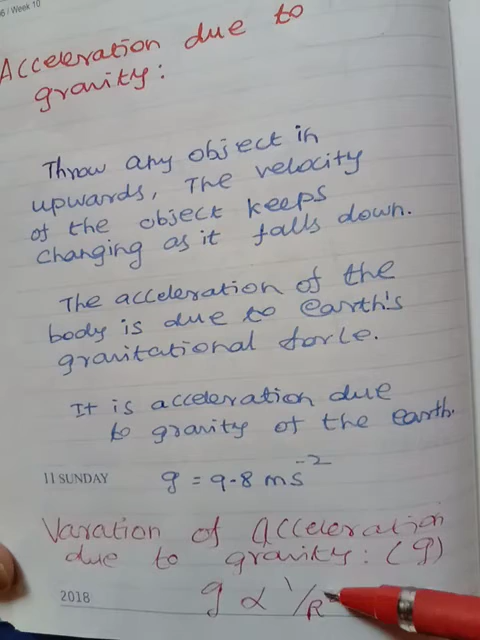 6 / Week 10
Acceleration due to
gravity:
Throw any object in
upwards, The velocity
of the object keeps
changing as it falls down.
The acceleration of the
body is due to earth's
gravitational force.
It is acceleration due
to gravity of the earth.
11 SUNDAY g = 9.8 ms⁻²
Varation of Acceleration
due to gravity: (g)
2018 g ∝ 1/R